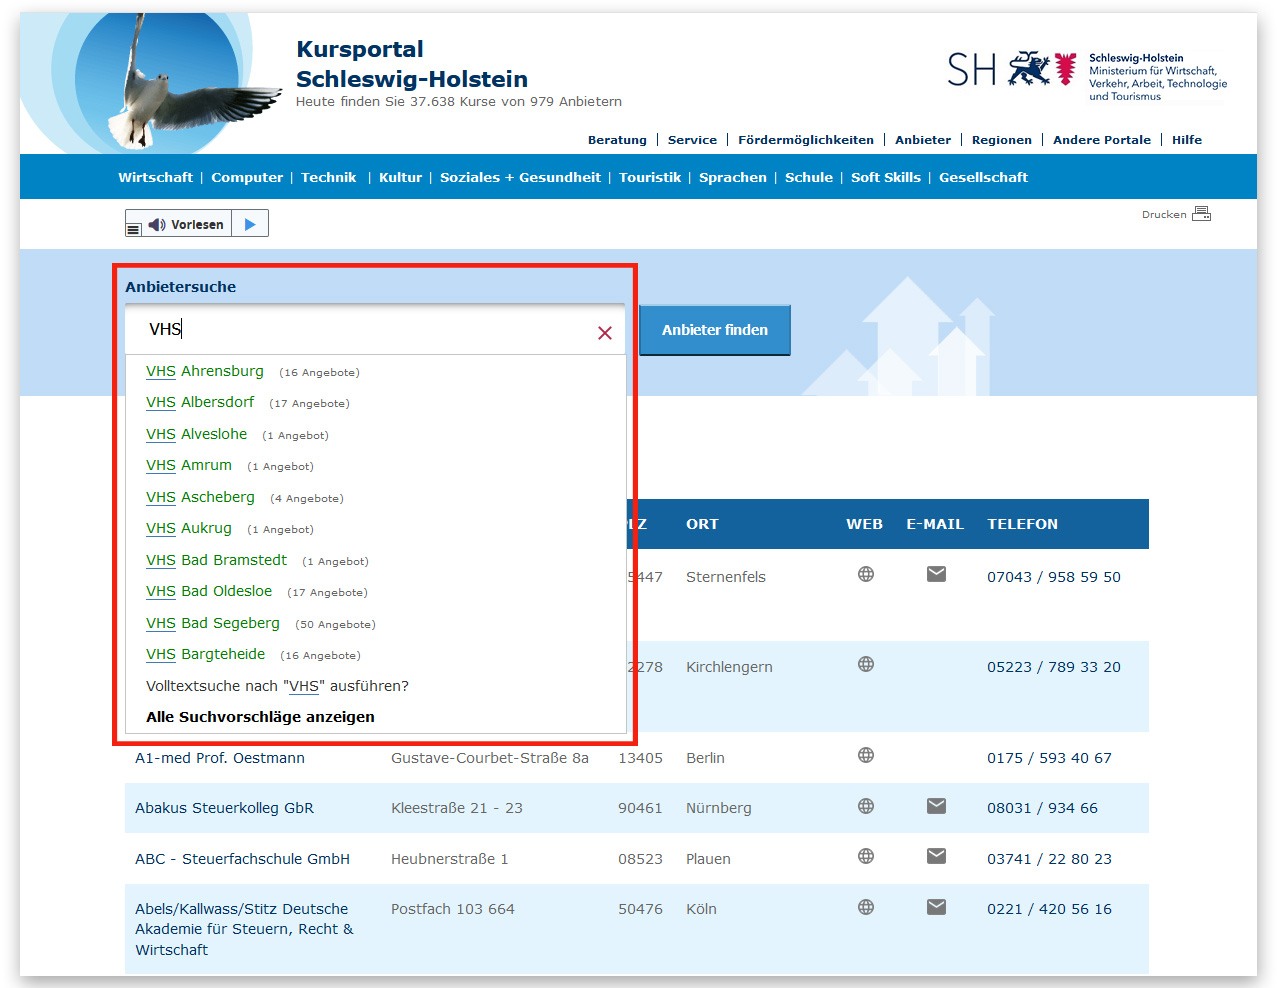 Kursportal
Schleswig-Holstein
Heute finden Sie 37.638 Kurse von 979 Anbietern
SH
Schleswig-Holstein
Ministerium für Wirtschaft,
Verkehr, Arbeit, Technologie
und Tourismus
Beratung | Service | Fördermöglichkeiten | Anbieter | Regionen | Andere Portale | Hilfe
Wirtschaft | Computer | Technik | Kultur | Soziales + Gesundheit | Touristik | Sprachen | Schule | Soft Skills | Gesellschaft
Vorlesen
Drucken
Anbietersuche
VHS
Anbieter finden
VHS Ahrensburg (16 Angebote)
VHS Albersdorf (17 Angebote)
VHS Alveslohe (1 Angebot)
VHS Amrum (1 Angebot)
VHS Ascheberg (4 Angebote)
VHS Aukrug (1 Angebot)
VHS Bad Bramstedt (1 Angebot)
VHS Bad Oldesloe (17 Angebote)
VHS Bad Segeberg (50 Angebote)
VHS Bargteheide (16 Angebote)
Volltextsuche nach "VHS" ausführen?
Alle Suchvorschläge anzeigen
ORT WEB E-MAIL TELEFON
5447 Sternenfels 07043 / 958 59 50
2278 Kirchlengern 05223 / 789 33 20
A1-med Prof. Oestmann Gustave-Courbet-Straße 8a 13405 Berlin 0175 / 593 40 67
Abakus Steuerkolleg GbR Kleestraße 21 - 23 90461 Nürnberg 08031 / 934 66
ABC - Steuerfachschule GmbH Heubnerstraße 1 08523 Plauen 03741 / 22 80 23
Abels/Kallwass/Stitz Deutsche Postfach 103 664 50476 Köln 0221 / 420 56 16
Akademie für Steuern, Recht &
Wirtschaft